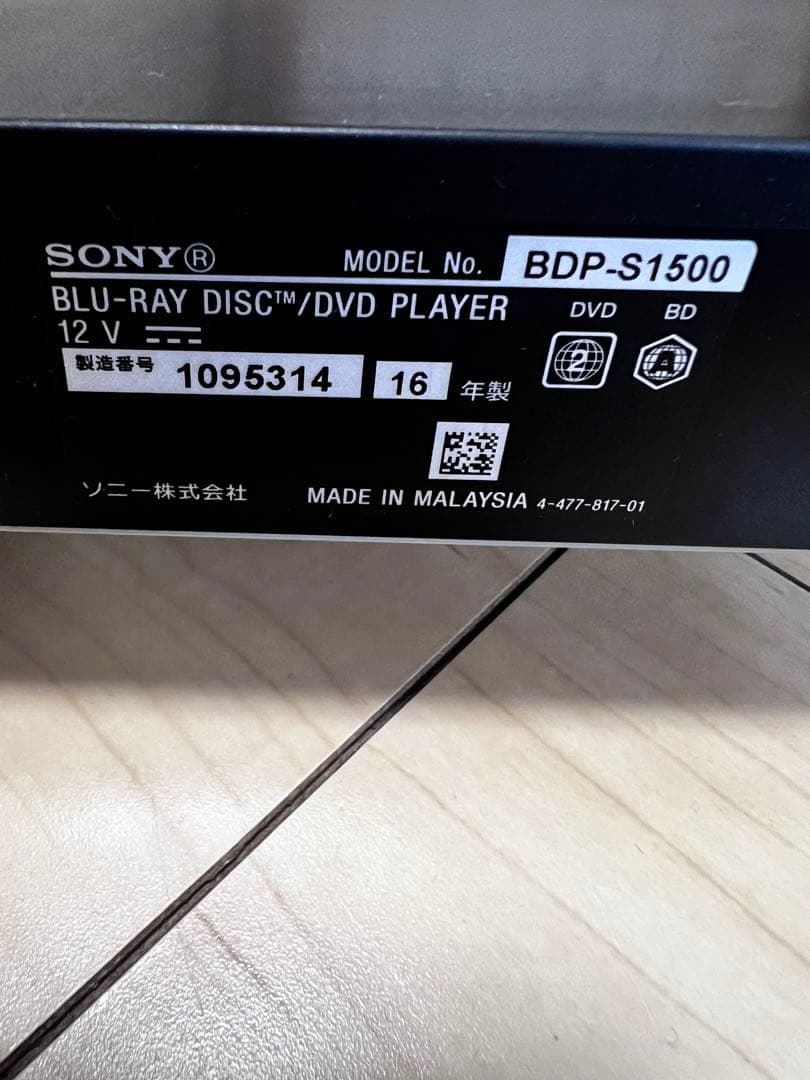 SONY® MODEL No. BDP-S1500
BLU-RAY DISC™/DVD PLAYER DVD BD
12 V
2 A
製造番号 1095314 16 年製
ソニー株式会社 MADE IN MALAYSIA 4-477-817-01